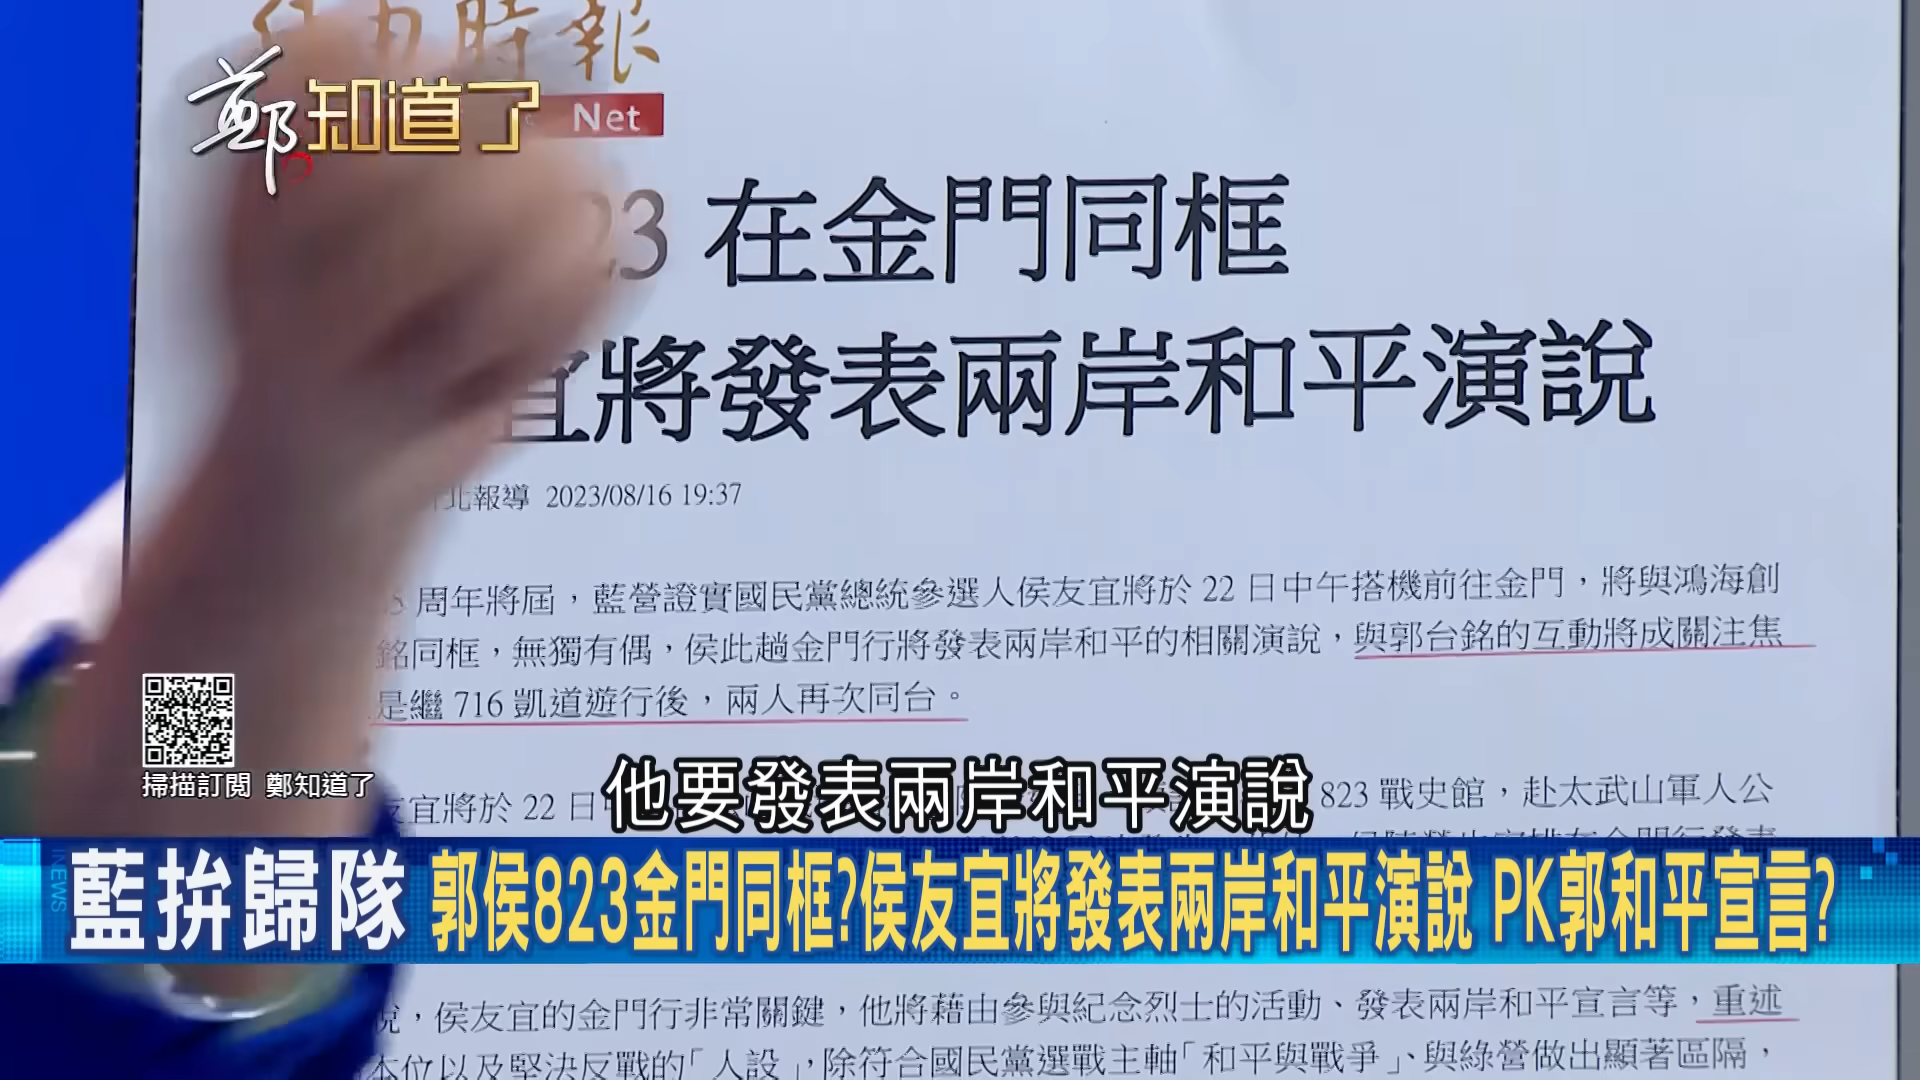 時報
鄭知道了
Net
23 在金門同框
宜將發表兩岸和平演說
北報導 2023/08/16 19:37
周年將屆，藍營證實國民黨總統參選人侯友宜將於 22 日中午搭機前往金門，將與鴻海創
銘同框，無獨有偶，侯此趟金門行將發表兩岸和平的相關演說，與郭台銘的互動將成關注焦
是繼 716 凱道遊行後，兩人再次同台。
掃描訂閱 鄭知道了
友宜將於 22 日
823 戰史館，赴太武山軍人公
他要發表兩岸和平演說
NEWS
藍拚歸隊 郭侯823金門同框?侯友宜將發表兩岸和平演說 PK郭和平宣言?
說，侯友宜的金門行非常關鍵，他將藉由參與紀念烈士的活動、發表兩岸和平宣言等，重述
本位以及堅決反戰的「人設」，除符合國民黨選戰主軸「和平與戰爭」、與綠營做出顯著區隔，